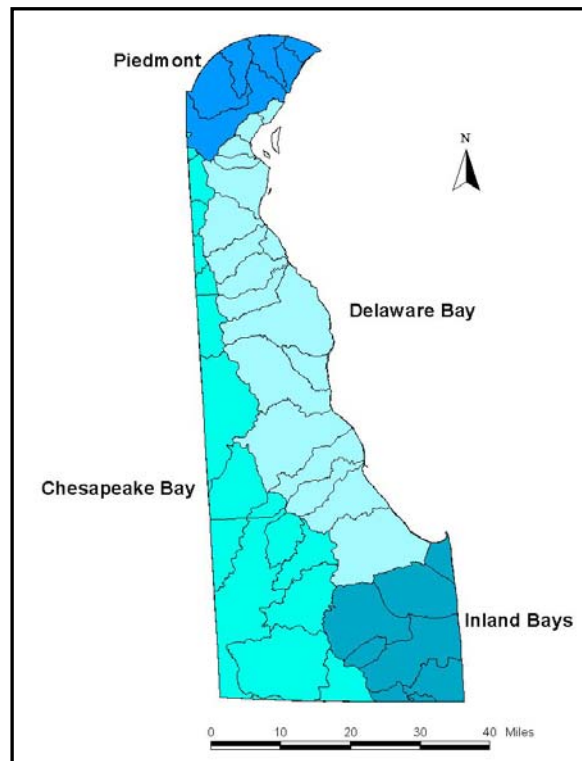 Piedmont
N
Delaware Bay
Chesapeake Bay
Inland Bays
0 10 20 30 40 Miles